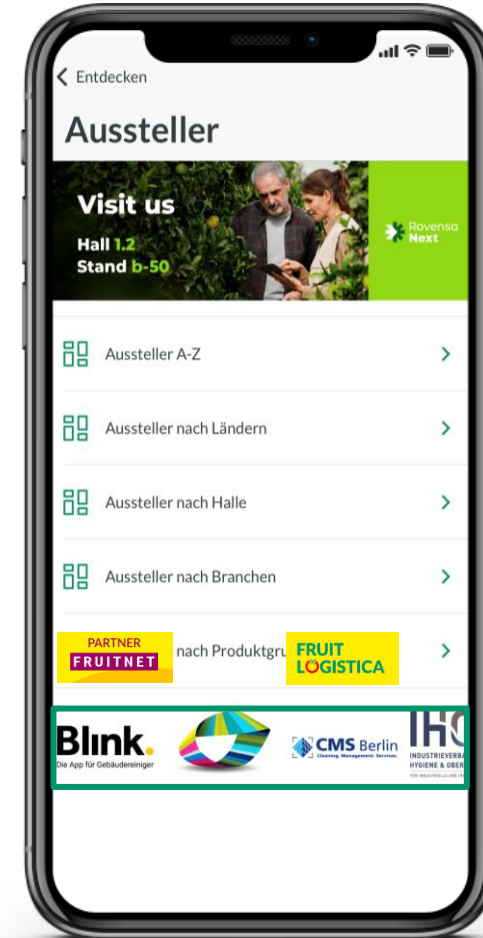 Entdecken
Aussteller
Visit us
Hall 1.2
Stand b-50
Rovensa
Next
Aussteller A-Z
Aussteller nach Ländern
Aussteller nach Halle
Aussteller nach Branchen
PARTNER
FRUITNET
nach Produktgru
FRUIT
LOGISTICA
Blink.
Die App für Gebäudereiniger
CMS Berlin
Cleaning. Management. Services.
IHO
INDUSTRIEVERBA
HYGIENE & OBER